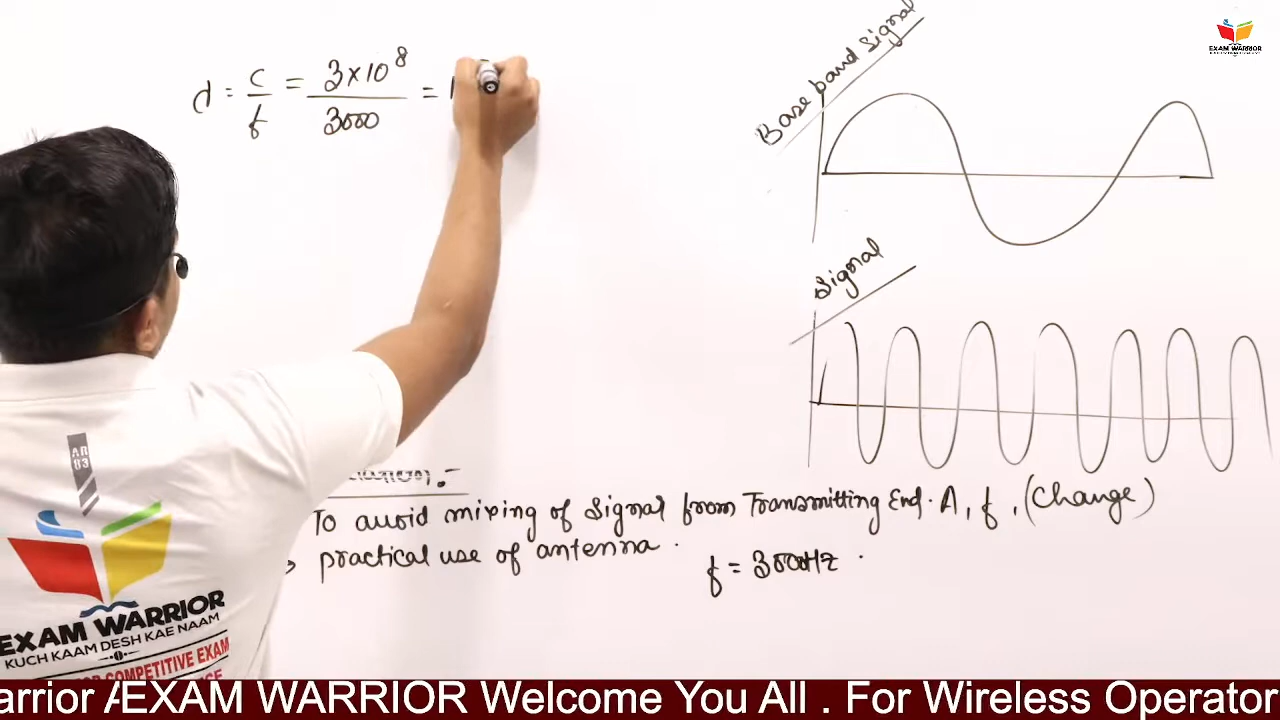 d = c/f = 3×10⁸/3000 =
Base band Signal
Signal
To avoid mixing of Signal from Transmitting End. A, f, (Change)
> practical use of antenna.
f = 3000Hz.
EXAM WARRIOR
AR
83
EXAM WARRIOR
KUCH KAAM DESH KAE NAAM
COMPETITIVE EXAM
arrior /EXAM WARRIOR Welcome You All . For Wireless Operator